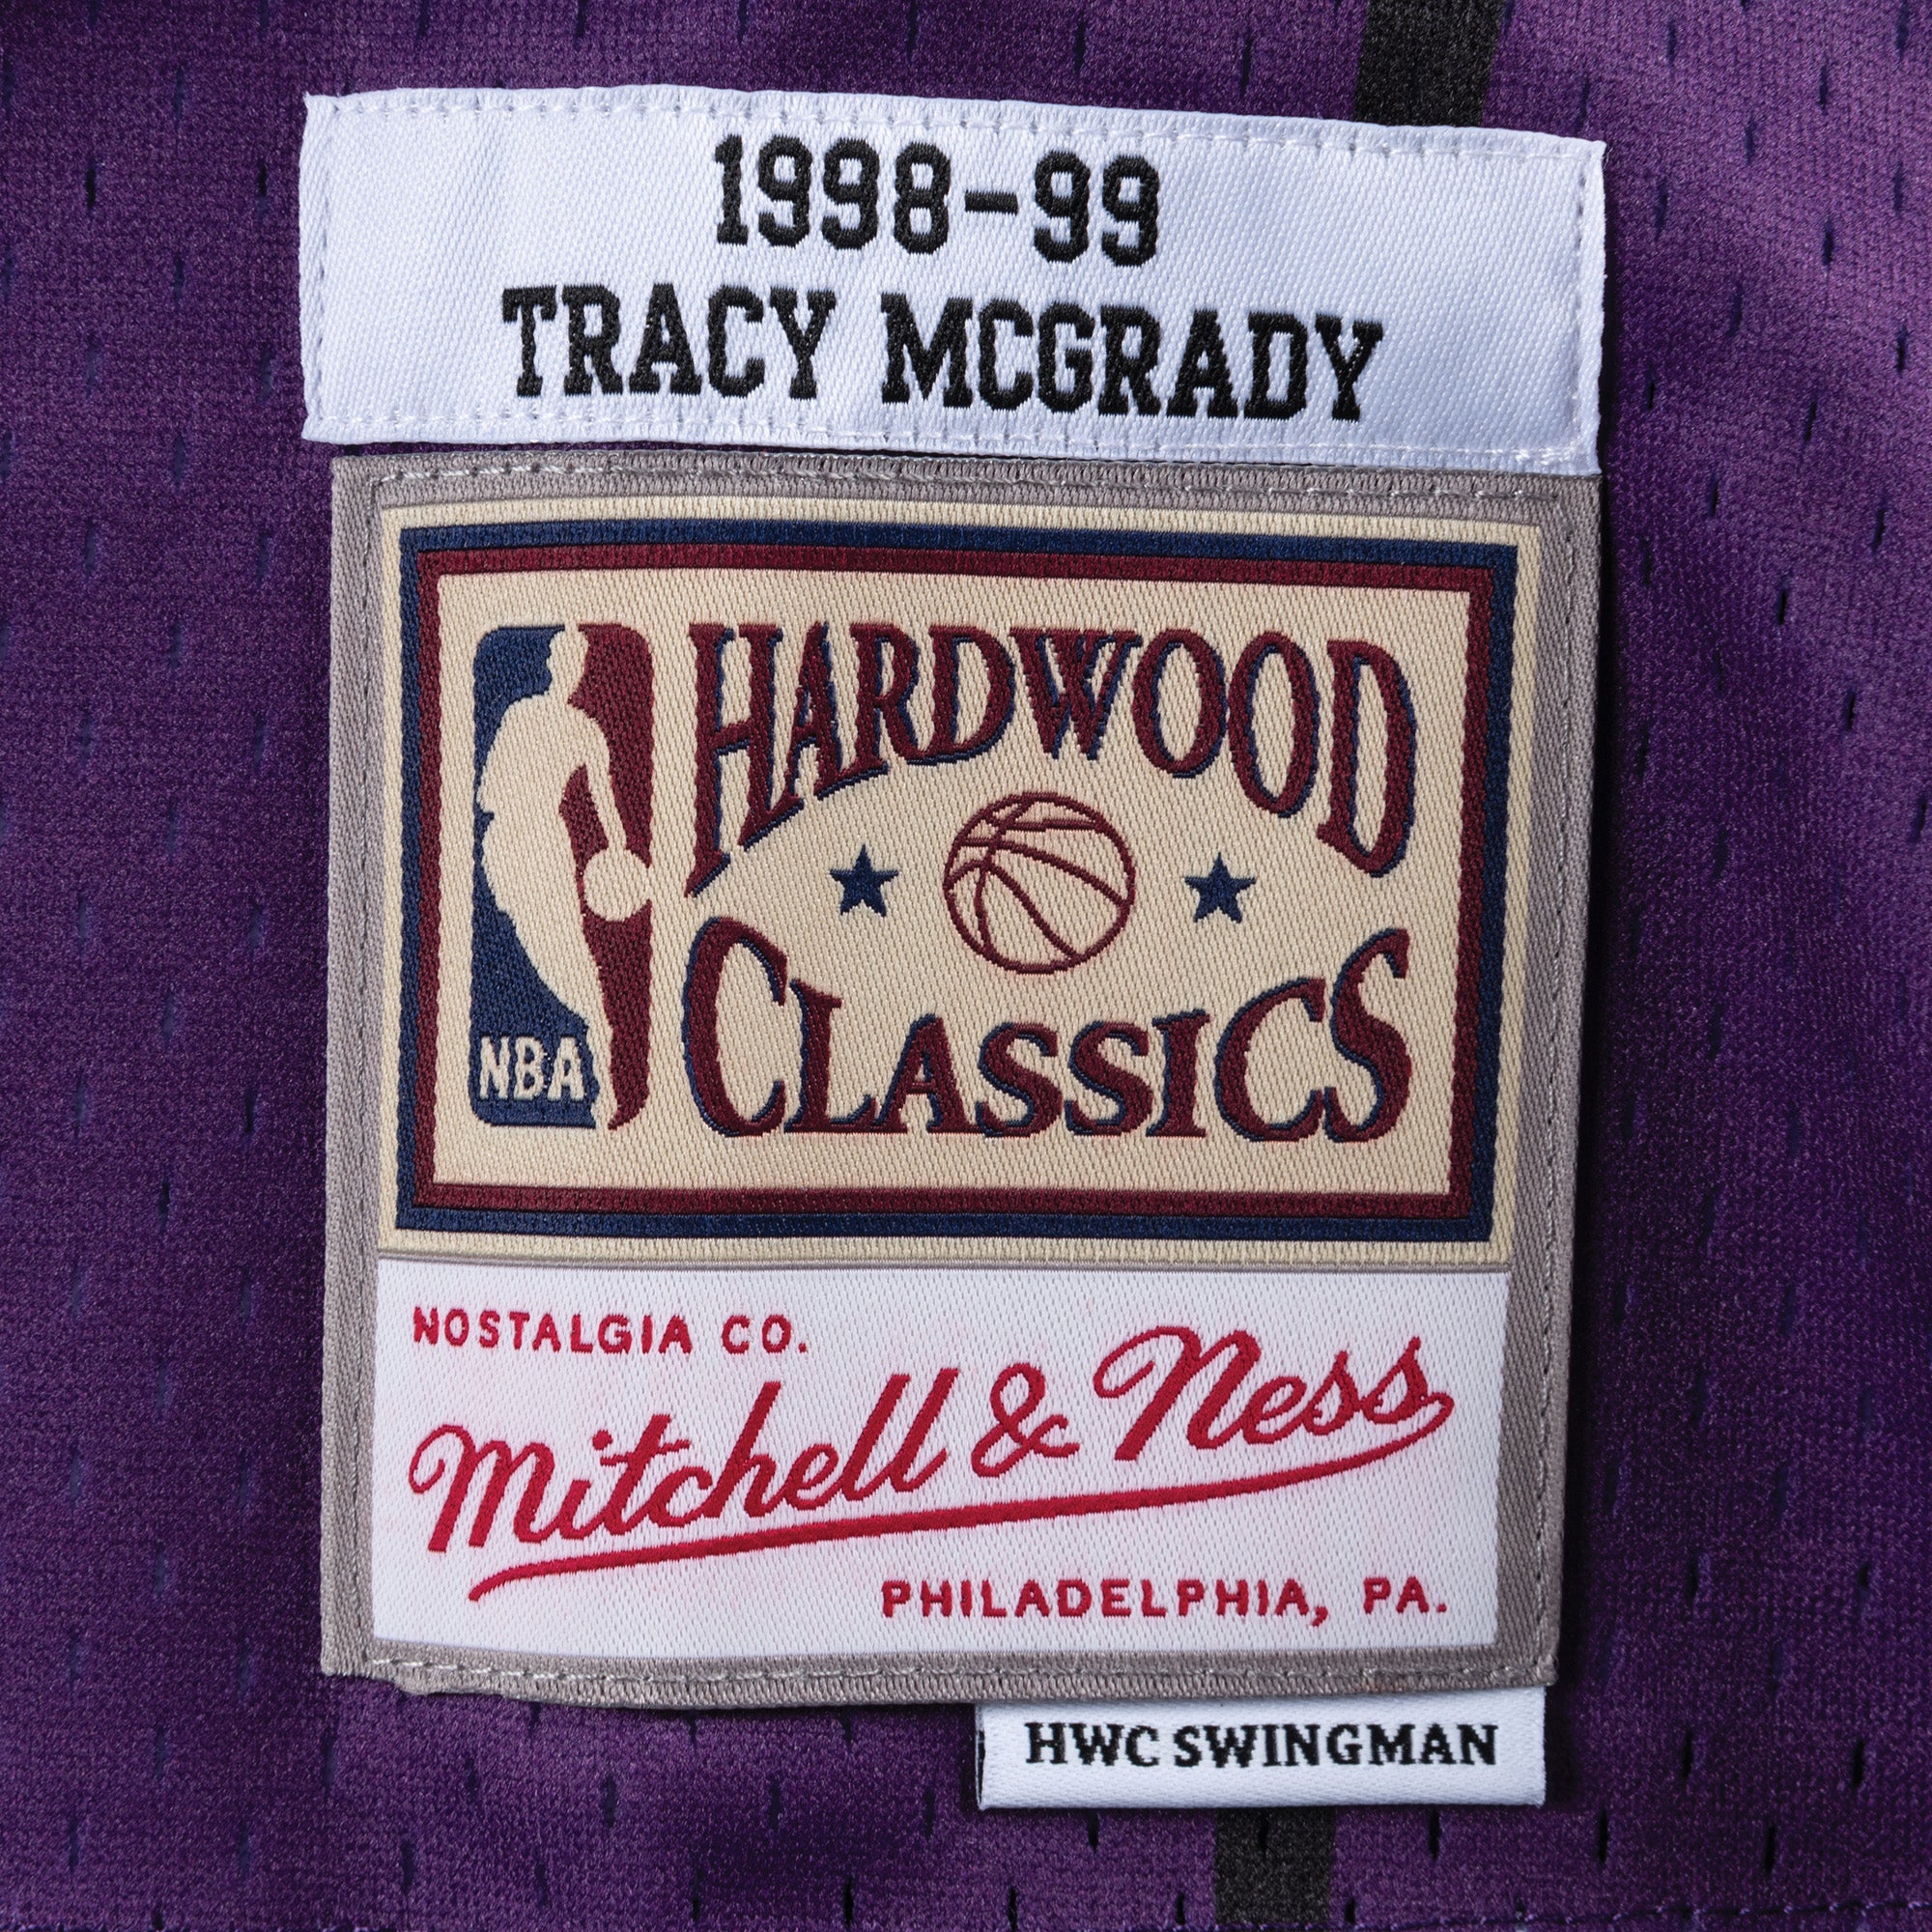 1998-99
TRACY MCGRADY
HARDWOOD
CLASSICS
NBA
NOSTALGIA CO.
Mitchell & Ness
PHILADELPHIA, PA.
HWC SWINGMAN